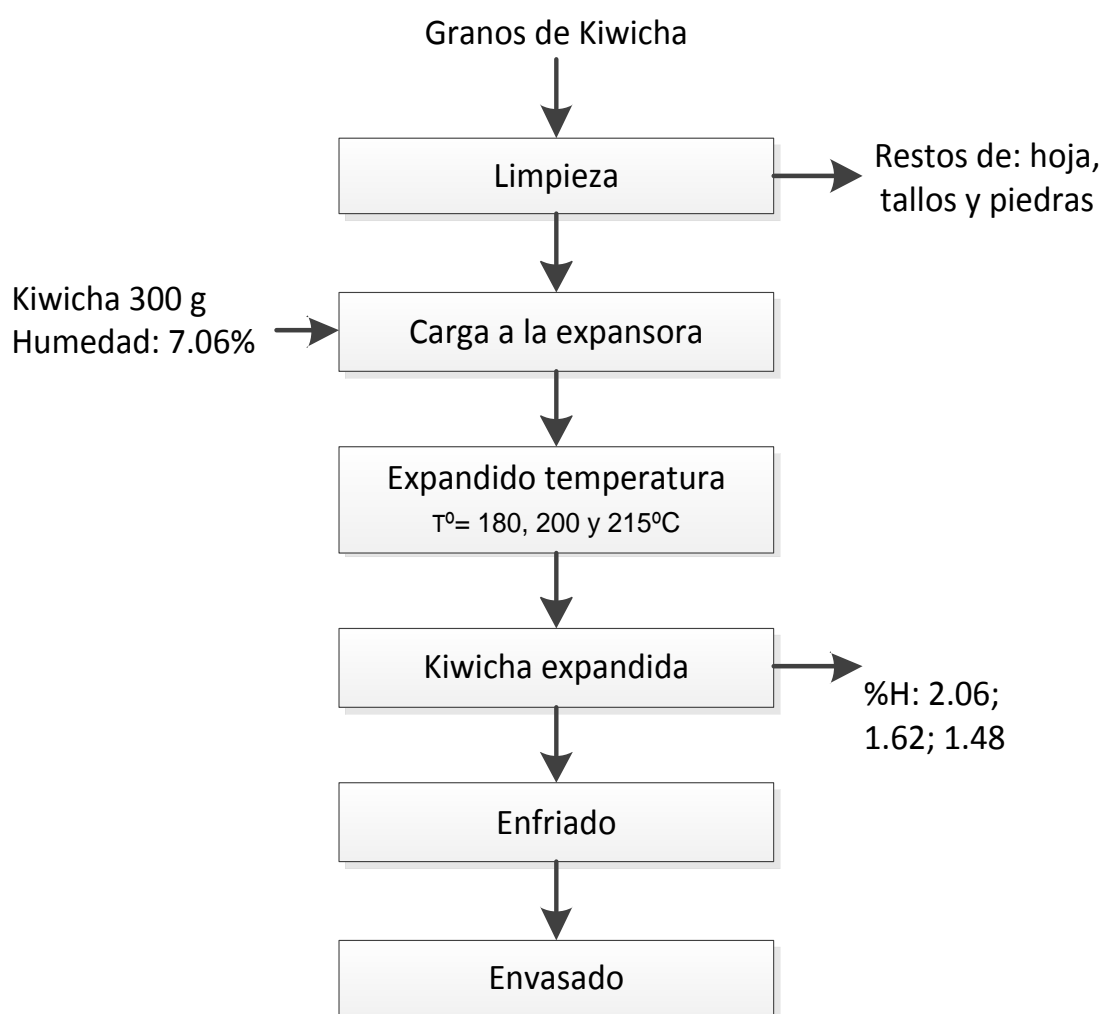 Granos de Kiwicha
Limpieza
Restos de: hoja,
tallos y piedras
Kiwicha 300 g
Humedad: 7.06%
Carga a la expansora
Expandido temperatura
Tº= 180, 200 y 215ºC
Kiwicha expandida
%H: 2.06;
1.62; 1.48
Enfriado
Envasado